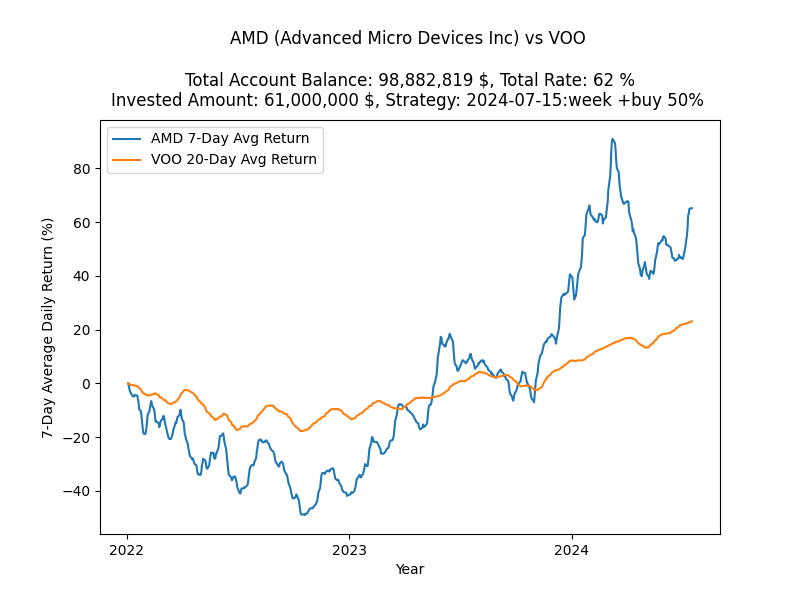 AMD (Advanced Micro Devices Inc) vs VOO
Total Account Balance: 98,882,819 $, Total Rate: 62 %
Invested Amount: 61,000,000 $, Strategy: 2024-07-15:week +buy 50%
AMD 7-Day Avg Return
VOO 20-Day Avg Return
7-Day Average Daily Return (%)
80
60
40
20
0
−20
−40
2022
2023
2024
Year